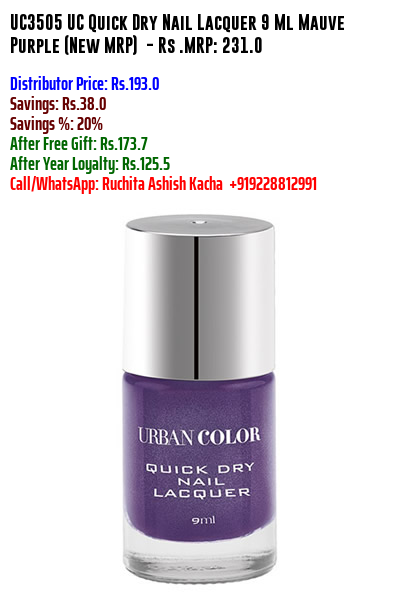 UC3505 UC Quick Dry Nail Lacquer 9 Ml Mauve
Purple (New MRP) - Rs .MRP: 231.0
Distributor Price: Rs.193.0
Savings: Rs.38.0
Savings %: 20%
After Free Gift: Rs.173.7
After Year Loyalty: Rs.125.5
Call/WhatsApp: Ruchita Ashish Kacha +919228812991
URBAN COLOR
QUICK DRY
NAIL
LACQUER
9ml